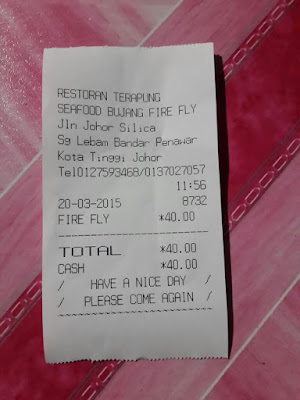 RESTORAN TERAPUNG
SEAFOOD BUJANG FIRE FLY
Jln Johor Silica
Sg Lebam Bandar Penawar
Kota Tinggi Johor
Tel0127593468/0137027057
11:56
20-03-2015 8732
FIRE FLY *40.00
TOTAL *40.00
CASH *40.00
/ HAVE A NICE DAY /
/ PLEASE COME AGAIN /